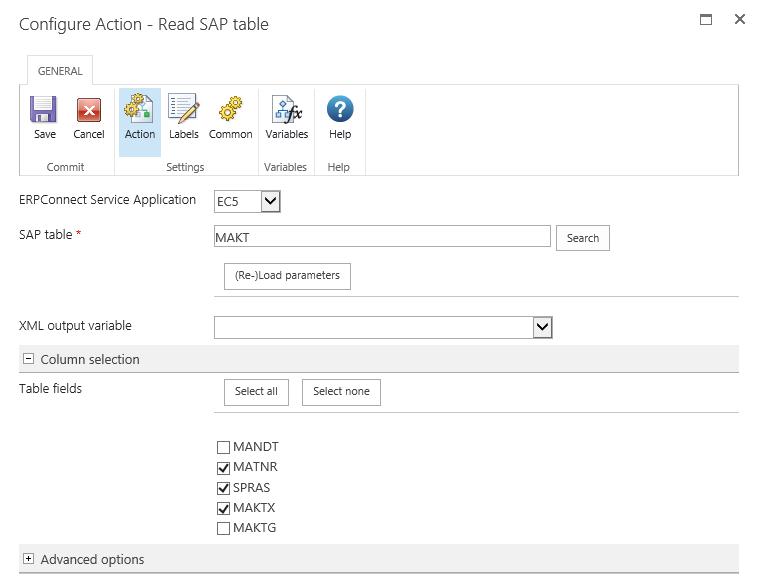 Configure Action - Read SAP table
GENERAL
Save Cancel Action Labels Common Variables Help
Commit Settings Variables Help
ERPConnect Service Application EC5
SAP table * MAKT Search
(Re-)Load parameters
XML output variable
Column selection
Table fields Select all Select none
MANDT
MATNR
SPRAS
MAKTX
MAKTG
Advanced options